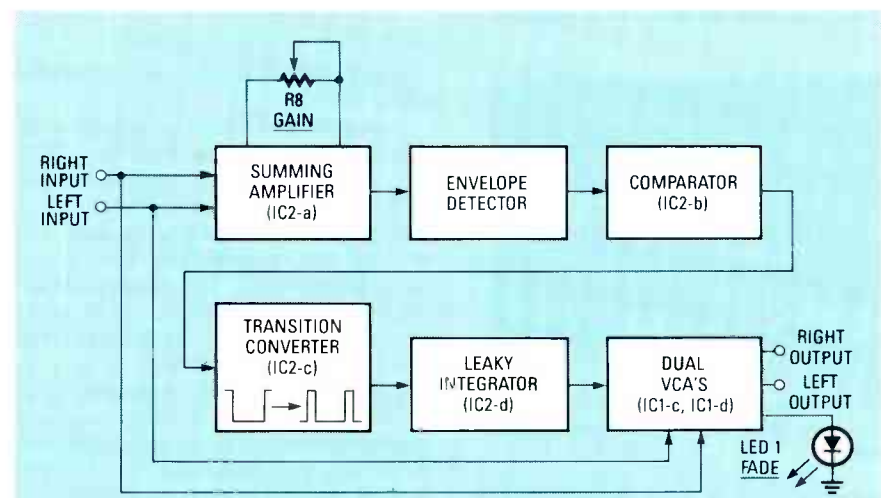 R8
GAIN
RIGHT
INPUT
LEFT
INPUT
SUMMING
AMPLIFIER
(IC2-a)
ENVELOPE
DETECTOR
COMPARATOR
(IC2-b)
TRANSITION
CONVERTER
(IC2-c)
LEAKY
INTEGRATOR
(IC2-d)
DUAL
VCA'S
(IC1-c, IC1-d)
RIGHT
OUTPUT
LEFT
OUTPUT
LED 1
FADE